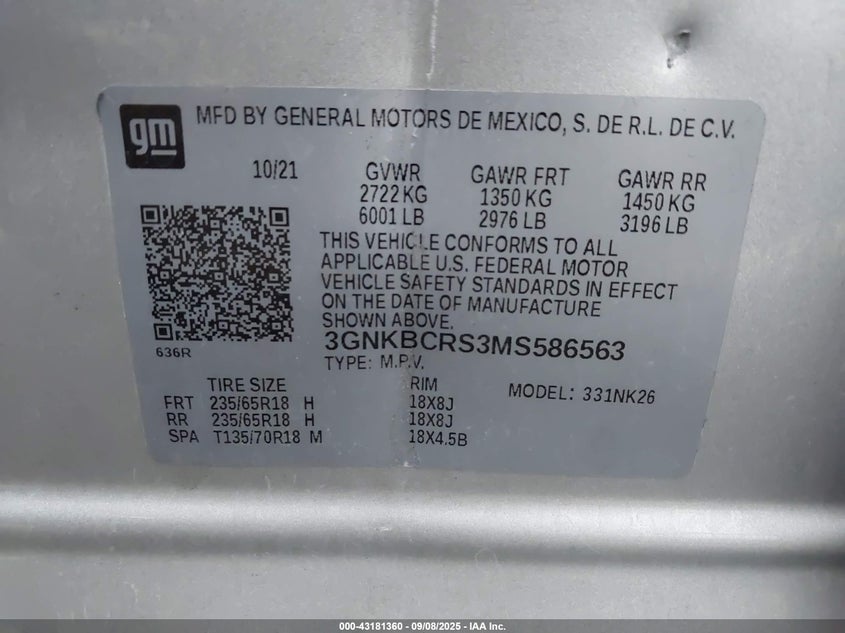 gm
MFD BY GENERAL MOTORS DE MEXICO, S. DE R.L. DE C.V.
10/21 GVWR GAWR FRT GAWR RR
2722 KG 1350 KG 1450 KG
6001 LB 2976 LB 3196 LB
THIS VEHICLE CONFORMS TO ALL
APPLICABLE U.S. FEDERAL MOTOR
VEHICLE SAFETY STANDARDS IN EFFECT
ON THE DATE OF MANUFACTURE
SHOWN ABOVE.
636R
3GNKBCRS3MS586563
TYPE: M.P.V.
TIRE SIZE RIM MODEL: 331NK26
FRT 235/65R18 H 18X8J
RR 235/65R18 H 18X8J
SPA T135/70R18 M 18X4.5B
000-43181360 - 09/08/2025 - IAA Inc.